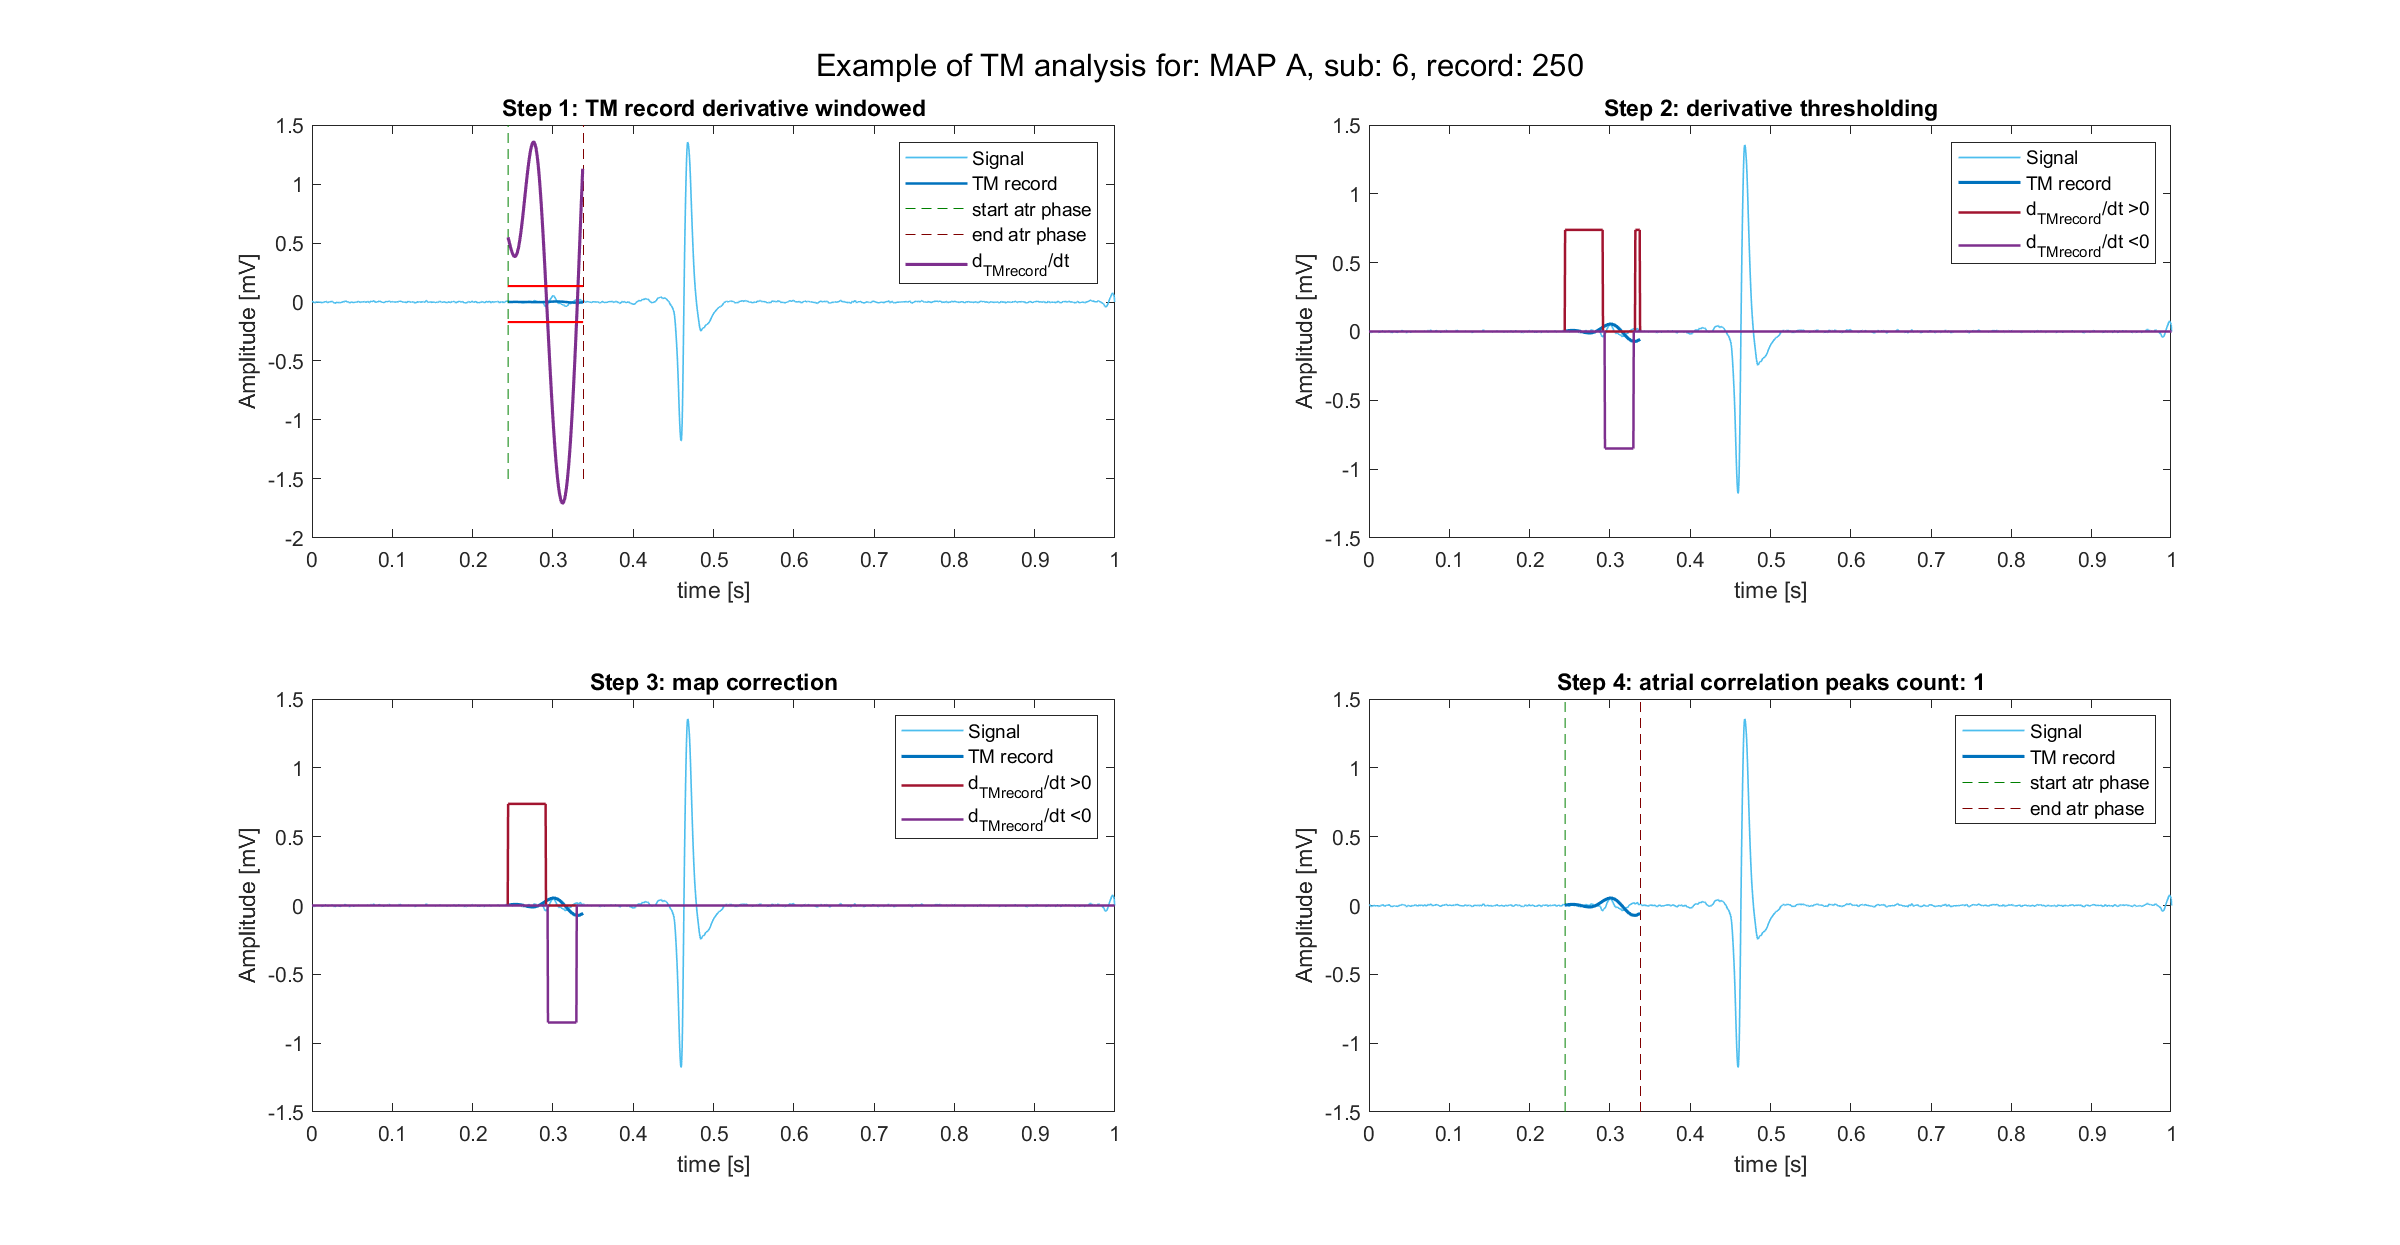 Example of TM analysis for: MAP A, sub: 6, record: 250
Step 1: TM record derivative windowed
1.5
1
0.5
0
-0.5
-1
-1.5
-2
Amplitude [mV]
0 0.1 0.2 0.3 0.4 0.5 0.6 0.7 0.8 0.9 1
time [s]
Signal
TM record
start atr phase
end atr phase
dTMrecord/dt
Step 2: derivative thresholding
1.5
1
0.5
0
-0.5
-1
-1.5
Amplitude [mV]
0 0.1 0.2 0.3 0.4 0.5 0.6 0.7 0.8 0.9 1
time [s]
Signal
TM record
dTMrecord/dt >0
dTMrecord/dt <0
Step 3: map correction
1.5
1
0.5
0
-0.5
-1
-1.5
Amplitude [mV]
0 0.1 0.2 0.3 0.4 0.5 0.6 0.7 0.8 0.9 1
time [s]
Signal
TM record
dTMrecord/dt >0
dTMrecord/dt <0
Step 4: atrial correlation peaks count: 1
1.5
1
0.5
0
-0.5
-1
-1.5
Amplitude [mV]
0 0.1 0.2 0.3 0.4 0.5 0.6 0.7 0.8 0.9 1
time [s]
Signal
TM record
start atr phase
end atr phase